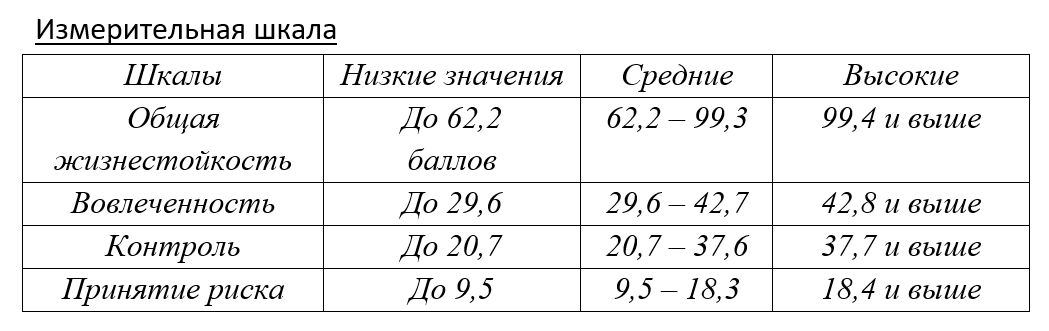 Измерительная шкала
Шкалы Низкие значения Средние Высокие
Общая До 62,2 62,2 – 99,3 99,4 и выше
жизнестойкость баллов
Вовлеченность До 29,6 29,6 – 42,7 42,8 и выше
Контроль До 20,7 20,7 – 37,6 37,7 и выше
Принятие риска До 9,5 9,5 – 18,3 18,4 и выше